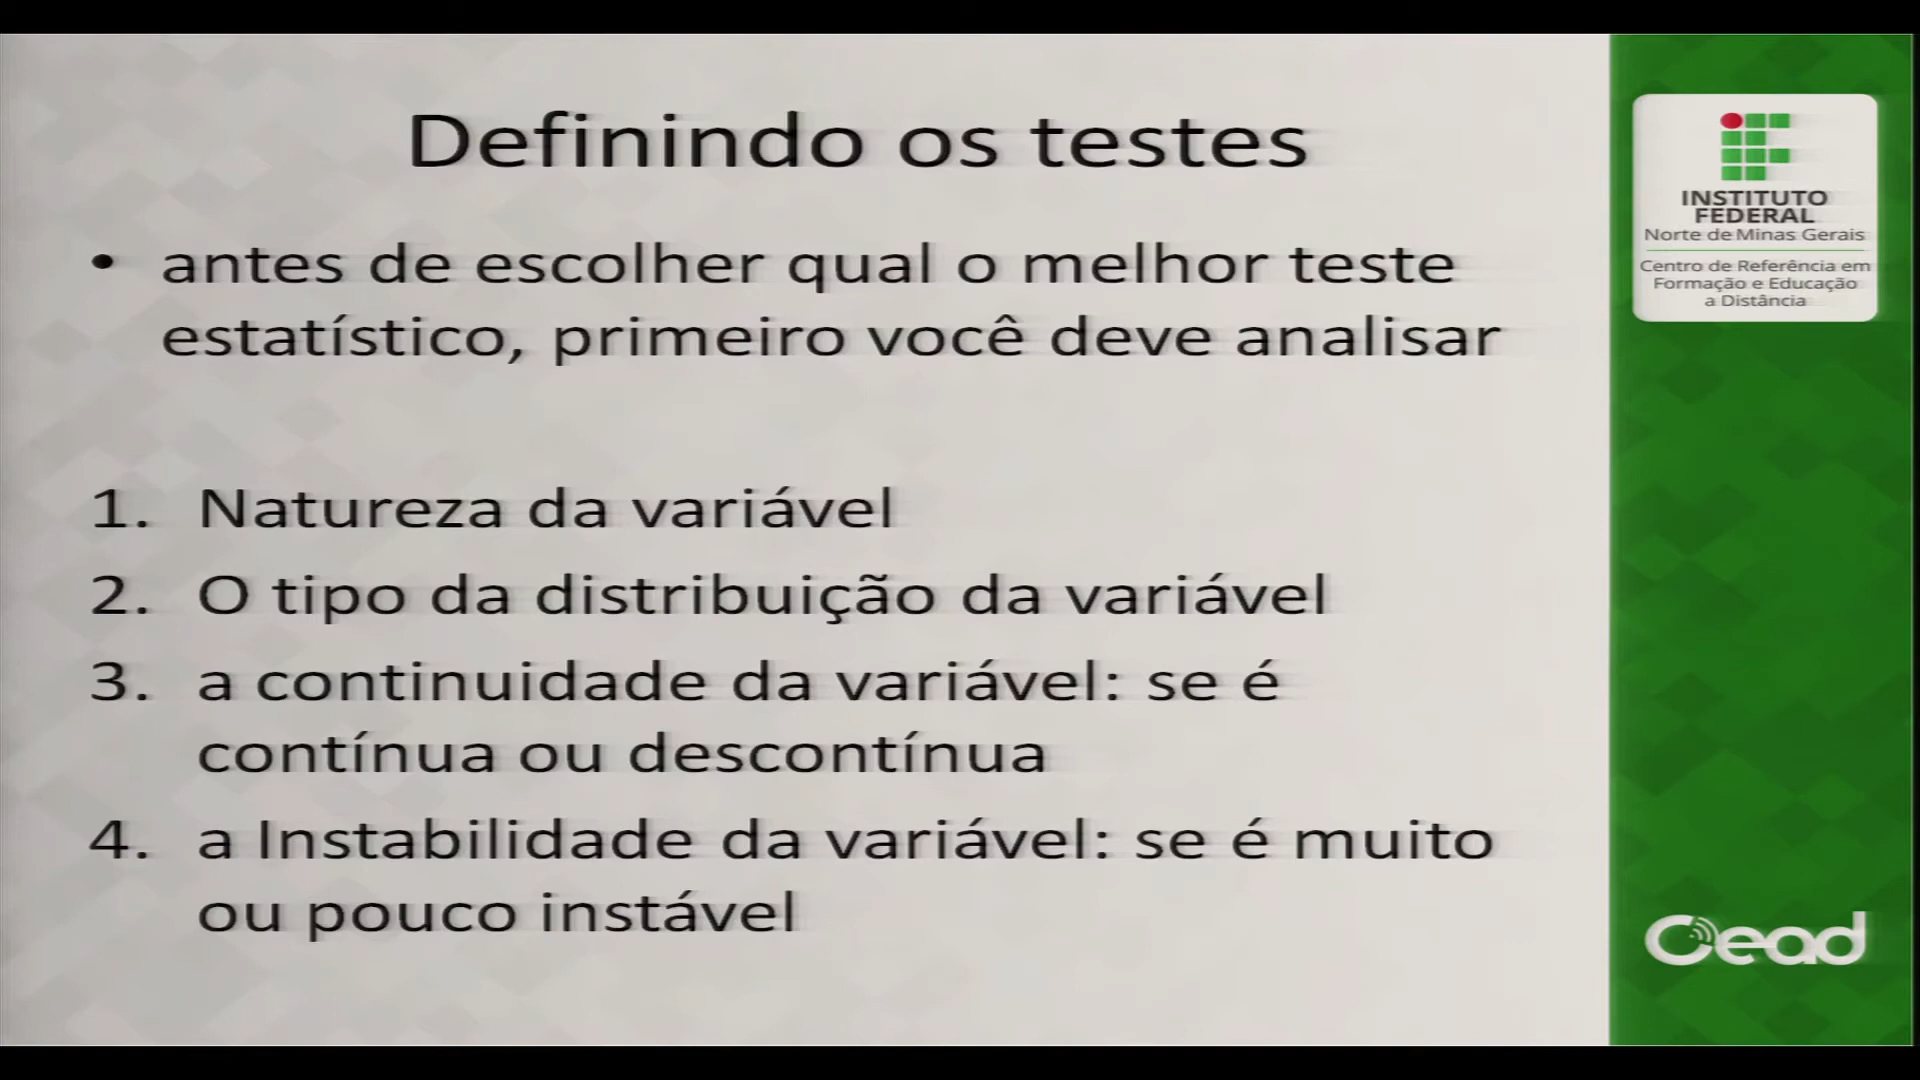 Definindo os testes
• antes de escolher qual o melhor teste
estatístico, primeiro você deve analisar
1. Natureza da variável
2. O tipo da distribuição da variável
3. a continuidade da variável: se é
contínua ou descontínua
4. a Instabilidade da variável: se é muito
ou pouco instável
INSTITUTO
FEDERAL
Norte de Minas Gerais
Centro de Referência em
Formação e Educação
a Distância
Cead